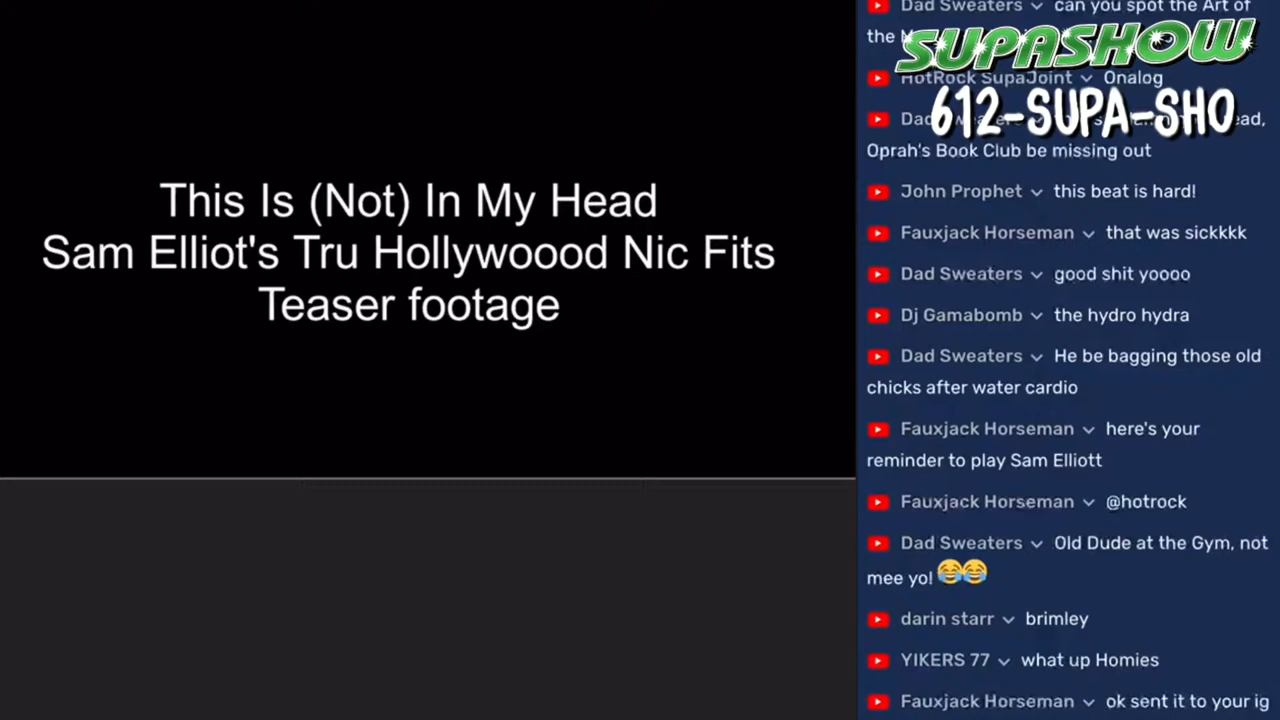 This Is (Not) In My Head
Sam Elliot's Tru Hollywoood Nic Fits
Teaser footage
Dad Sweaters can you spot the Art of
the
SUPASHOW
HotRock SupaJoint Onalog
612-SUPA-SHO
Oprah's Book Club be missing out
John Prophet this beat is hard!
Fauxjack Horseman that was sickkkk
Dad Sweaters good shit yoooo
Dj Gamabomb the hydro hydra
Dad Sweaters He be bagging those old
chicks after water cardio
Fauxjack Horseman here's your
reminder to play Sam Elliott
Fauxjack Horseman @hotrock
Dad Sweaters Old Dude at the Gym, not
mee yo! 😂😂
darin starr brimley
YIKERS 77 what up Homies
Fauxjack Horseman ok sent it to your ig